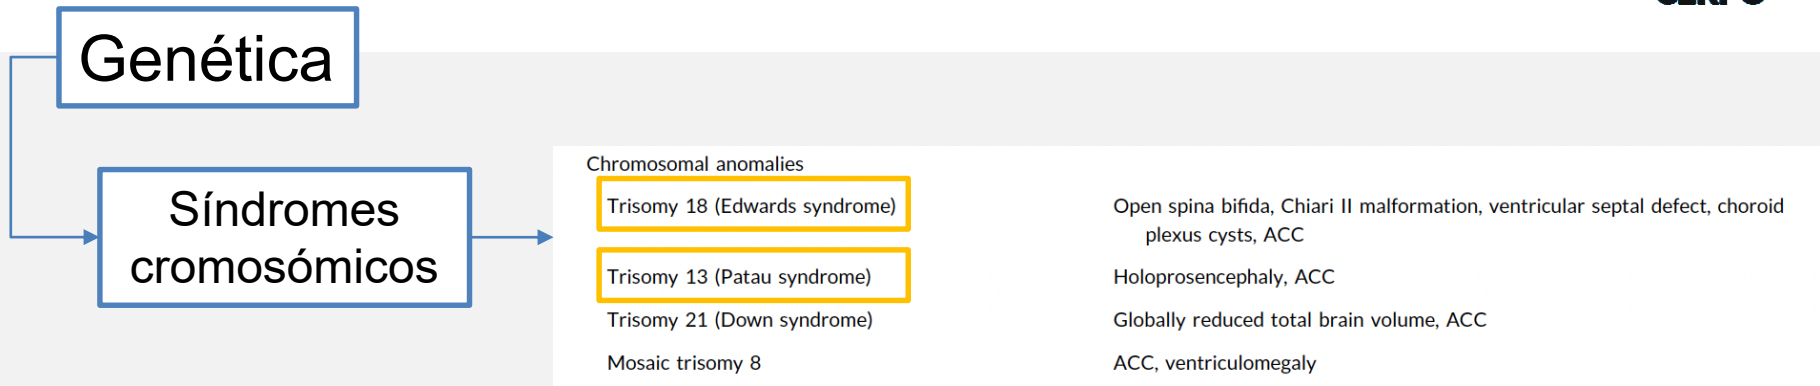 Genética
Síndromes
cromosómicos
Chromosomal anomalies
Trisomy 18 (Edwards syndrome)
Open spina bifida, Chiari II malformation, ventricular septal defect, choroid
plexus cysts, ACC
Trisomy 13 (Patau syndrome)
Holoprosencephaly, ACC
Trisomy 21 (Down syndrome)
Globally reduced total brain volume, ACC
Mosaic trisomy 8
ACC, ventriculomegaly